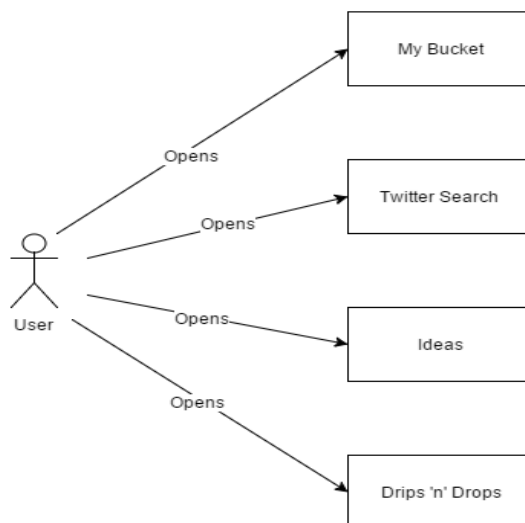 My Bucket
Opens
Twitter Search
Opens
User
Opens
Ideas
Opens
Drips 'n' Drops